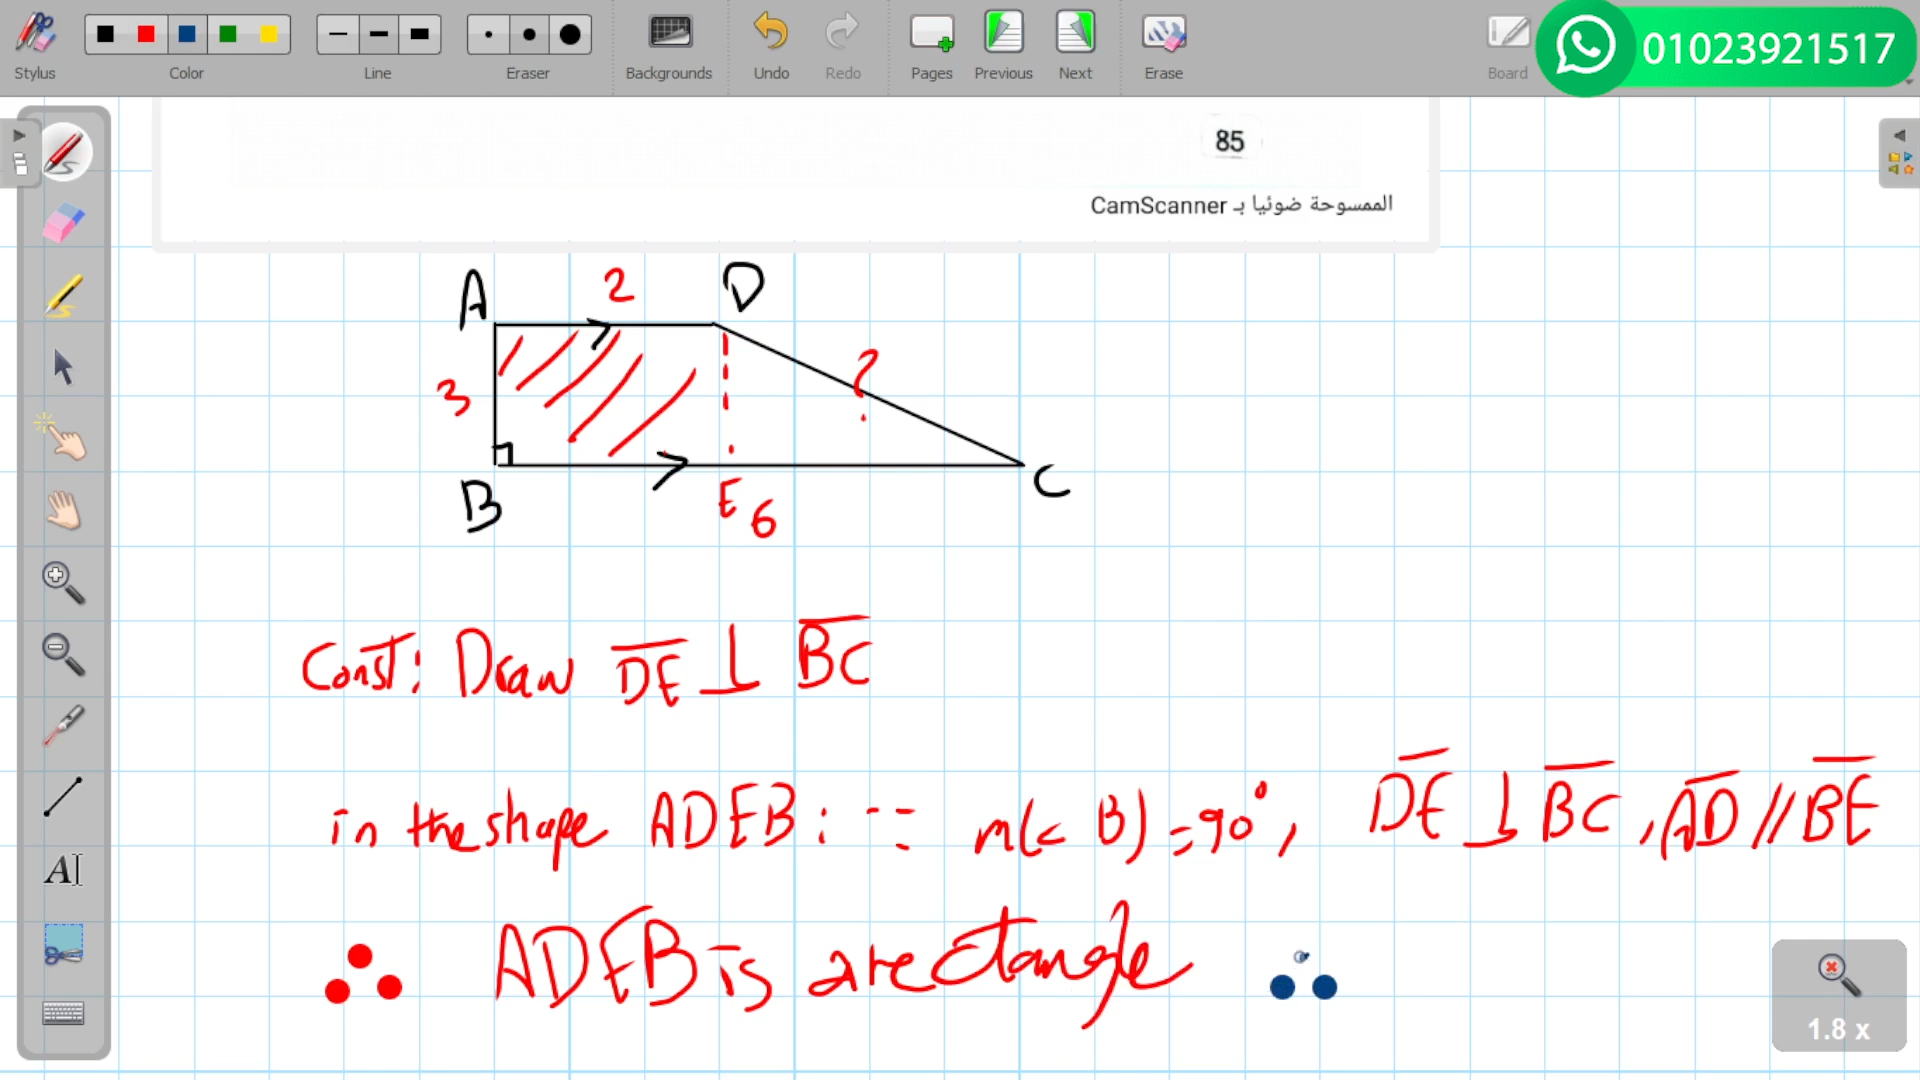 Stylus
Color
Line
Eraser
Backgrounds
Undo
Redo
Pages
Previous
Next
Erase
Board
01023921517
85
الممسوحة ضوئيا بـ CamScanner
A 2 D
3 ?
B E 6 C
Const: Draw DE ⊥ BC
in the shape ADEB: ∵ m(< B) = 90°, DE ⊥ BC, AD // BE
∴ ADEB is a rectangle ∴
1.8 x